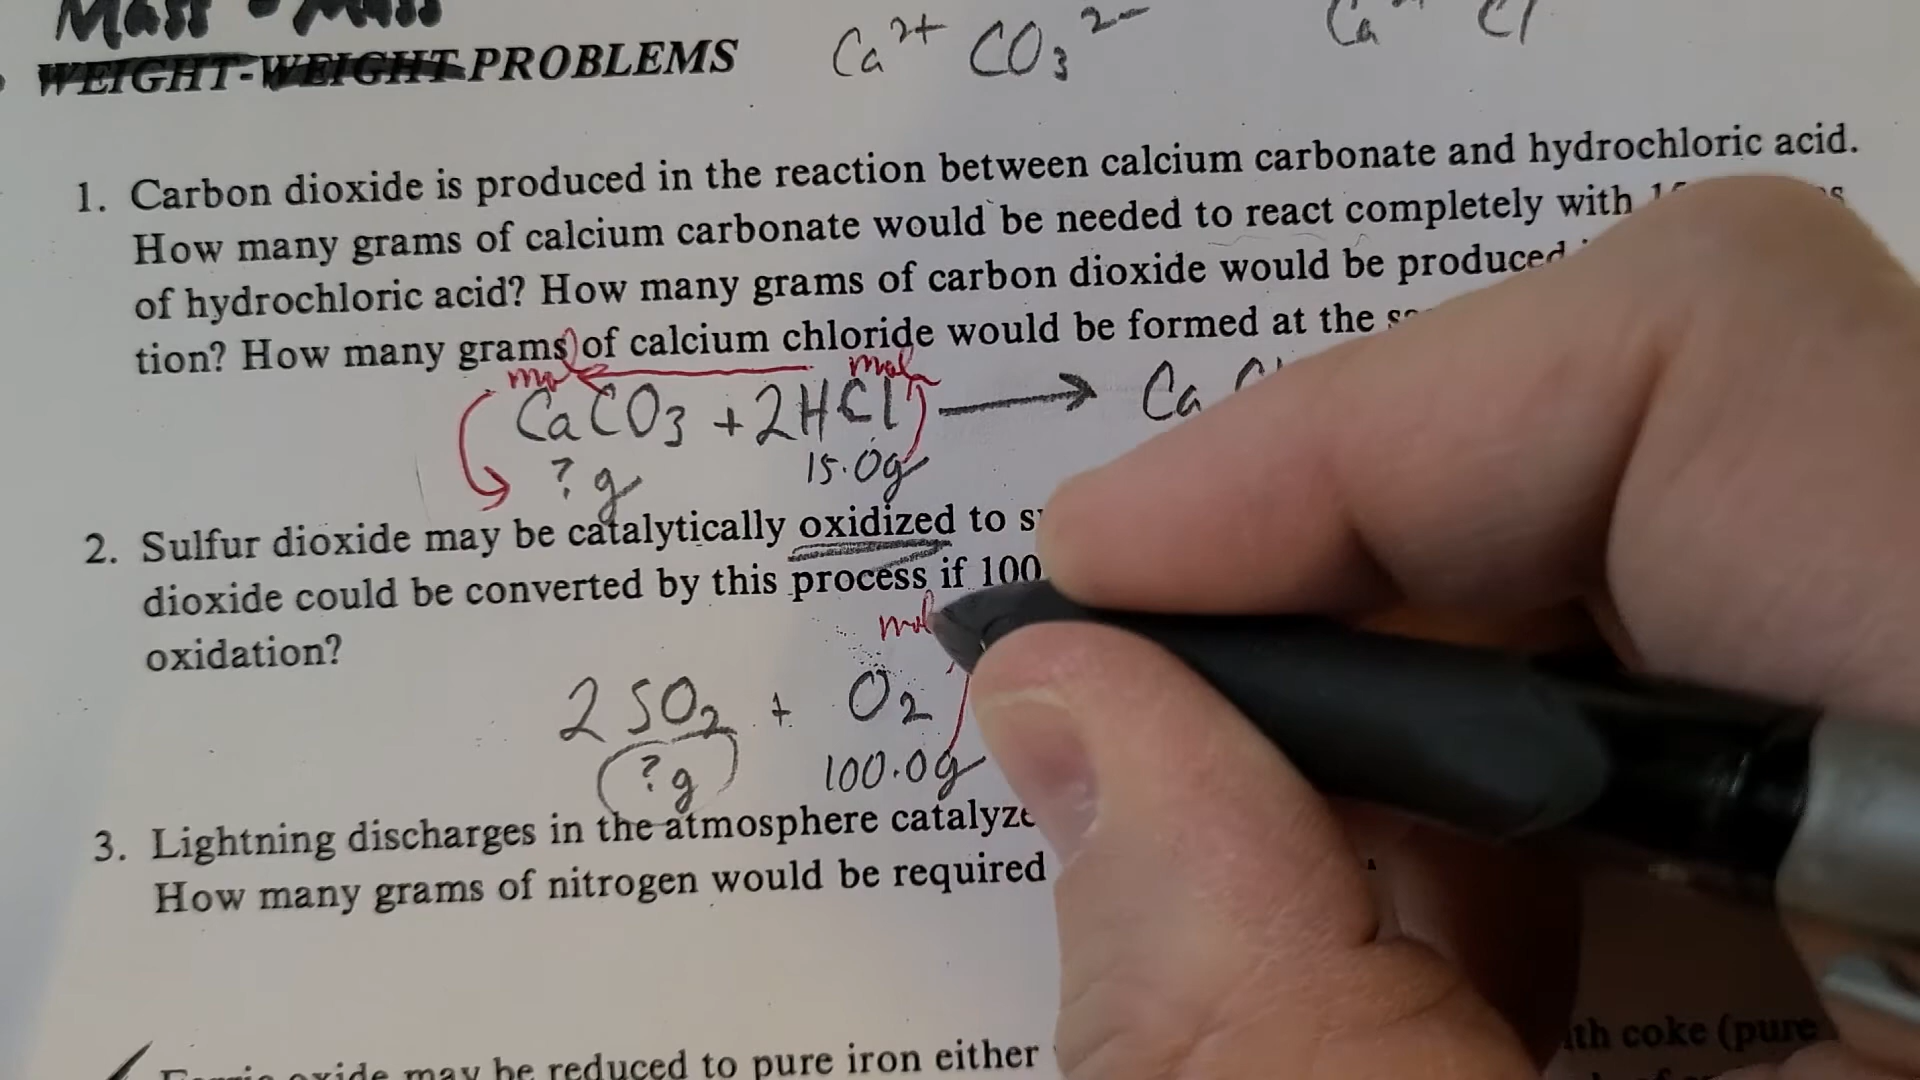 Mass - Mass
WEIGHT-WEIGHT PROBLEMS
Ca²⁺ CO₃²⁻
Ca Cl
1. Carbon dioxide is produced in the reaction between calcium carbonate and hydrochloric acid.
How many grams of calcium carbonate would be needed to react completely with
of hydrochloric acid? How many grams of carbon dioxide would be produced
tion? How many grams of calcium chloride would be formed at the
mol mol
CaCO₃ + 2HCl ⟶ Ca
? g 15.0g
2. Sulfur dioxide may be catalytically oxidized to
dioxide could be converted by this process if 100
oxidation?
mol
2SO₂ + O₂
? g 100.0g
3. Lightning discharges in the atmosphere catalyze
How many grams of nitrogen would be required
oxide may be reduced to pure iron either
coke (pure